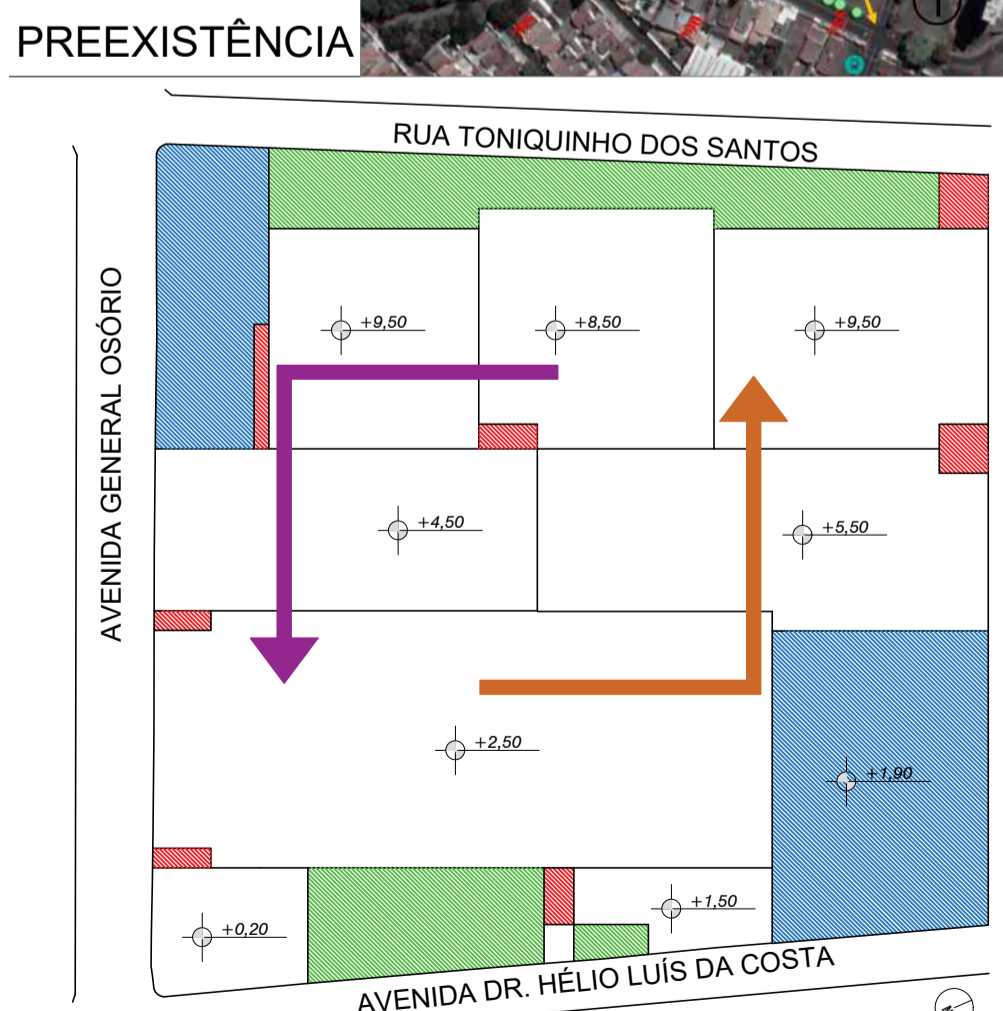 PREEXISTÊNCIA
RUA TONIQUINHO DOS SANTOS
AVENIDA GENERAL OSÓRIO
+9,50
+8,50
+9,50
+4,50
+5,50
+2,50
+1,90
+0,20
+1,50
AVENIDA DR. HÉLIO LUÍS DA COSTA